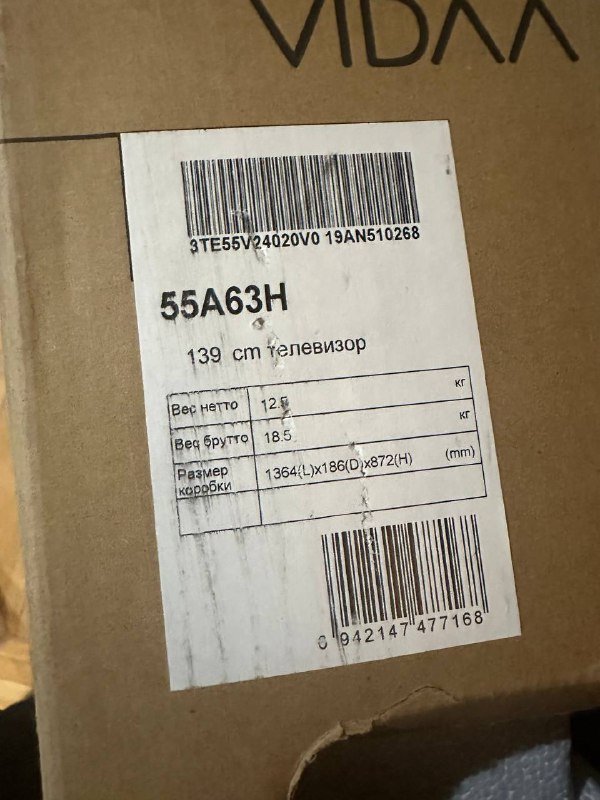 VIDAA
3TE55V24020V0 19AN510268
55A63H
139 cm телевизор
Вес нетто 12.5 кг
Вес брутто 18.5 кг
Размер коробки 1364(L)x186(D)x872(H) (mm)
6 942147 477168